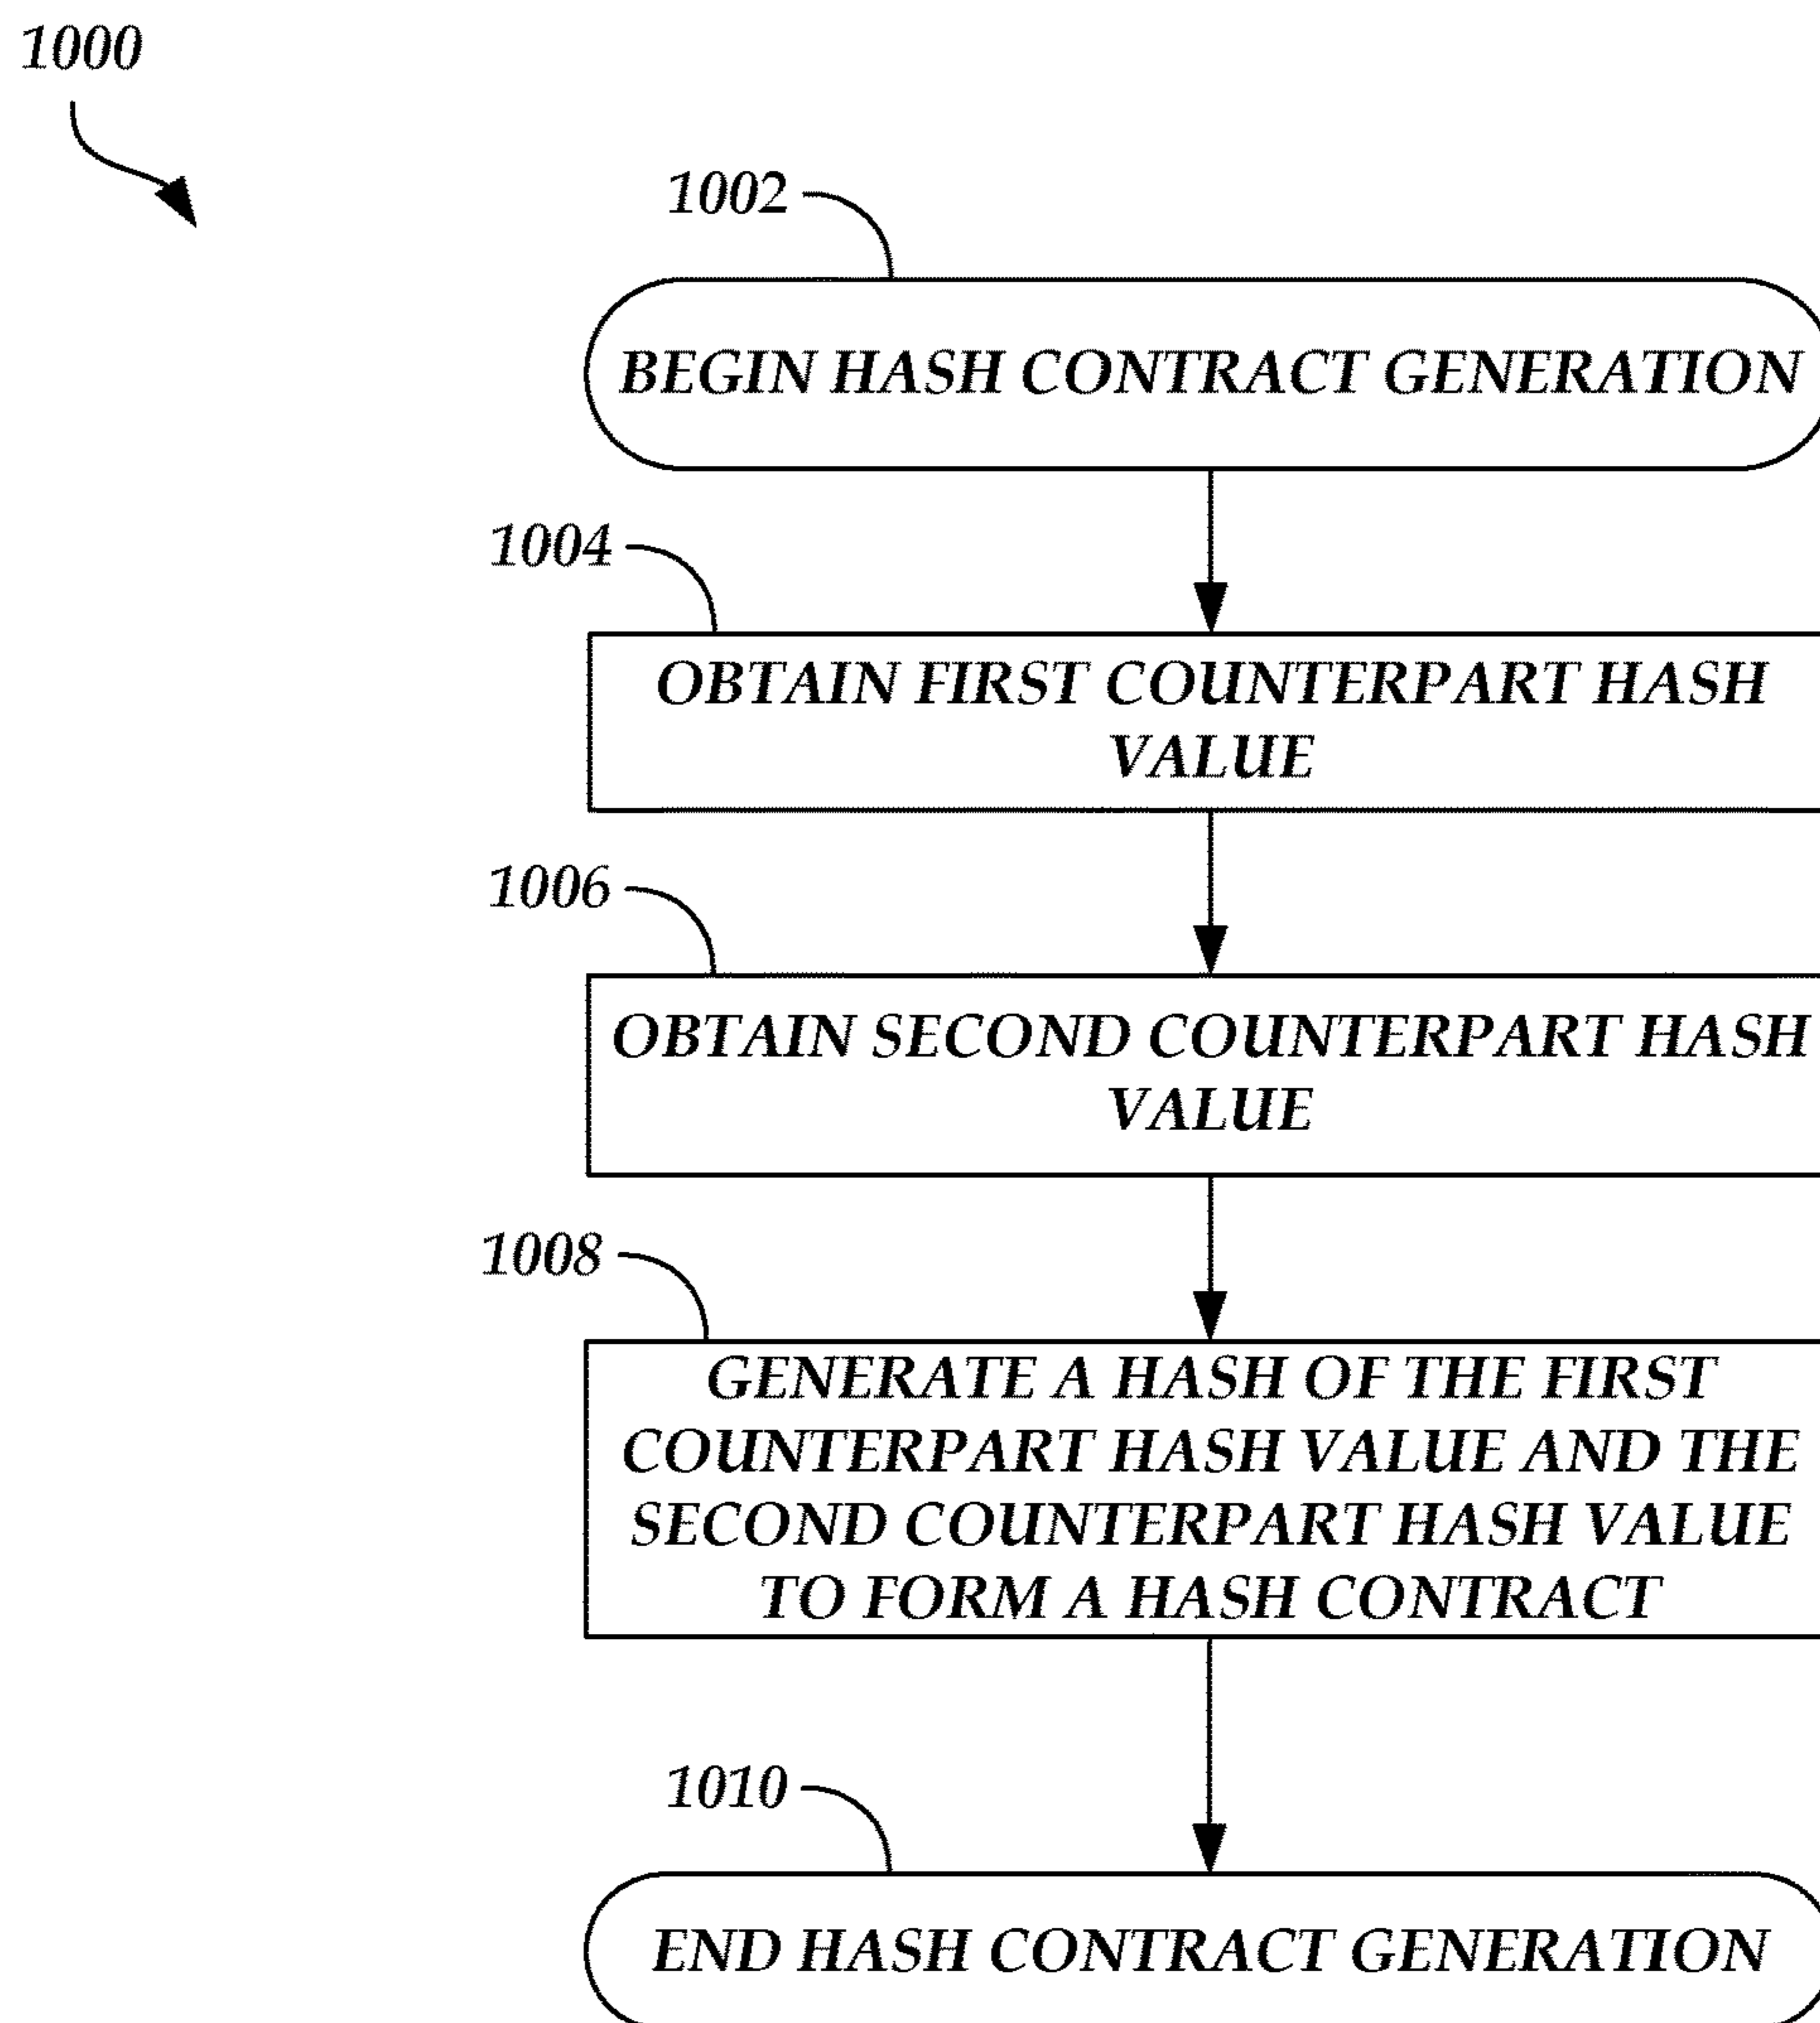 1000
1002
BEGIN HASH CONTRACT GENERATION
1004
OBTAIN FIRST COUNTERPART HASH
VALUE
1006
OBTAIN SECOND COUNTERPART HASH
VALUE
1008
GENERATE A HASH OF THE FIRST
COUNTERPART HASH VALUE AND THE
SECOND COUNTERPART HASH VALUE
TO FORM A HASH CONTRACT
1010
END HASH CONTRACT GENERATION